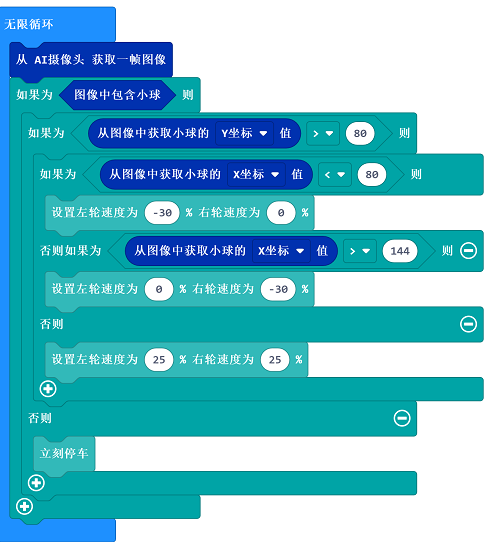 无限循环
从 AI摄像头 获取一帧图像
如果为 图像中包含小球 则
如果为 从图像中获取小球的 Y坐标 值 > 80 则
如果为 从图像中获取小球的 X坐标 值 < 80 则
设置左轮速度为 -30 % 右轮速度为 0 %
否则如果为 从图像中获取小球的 X坐标 值 > 144 则
设置左轮速度为 0 % 右轮速度为 -30 %
否则
设置左轮速度为 25 % 右轮速度为 25 %
否则
立刻停车